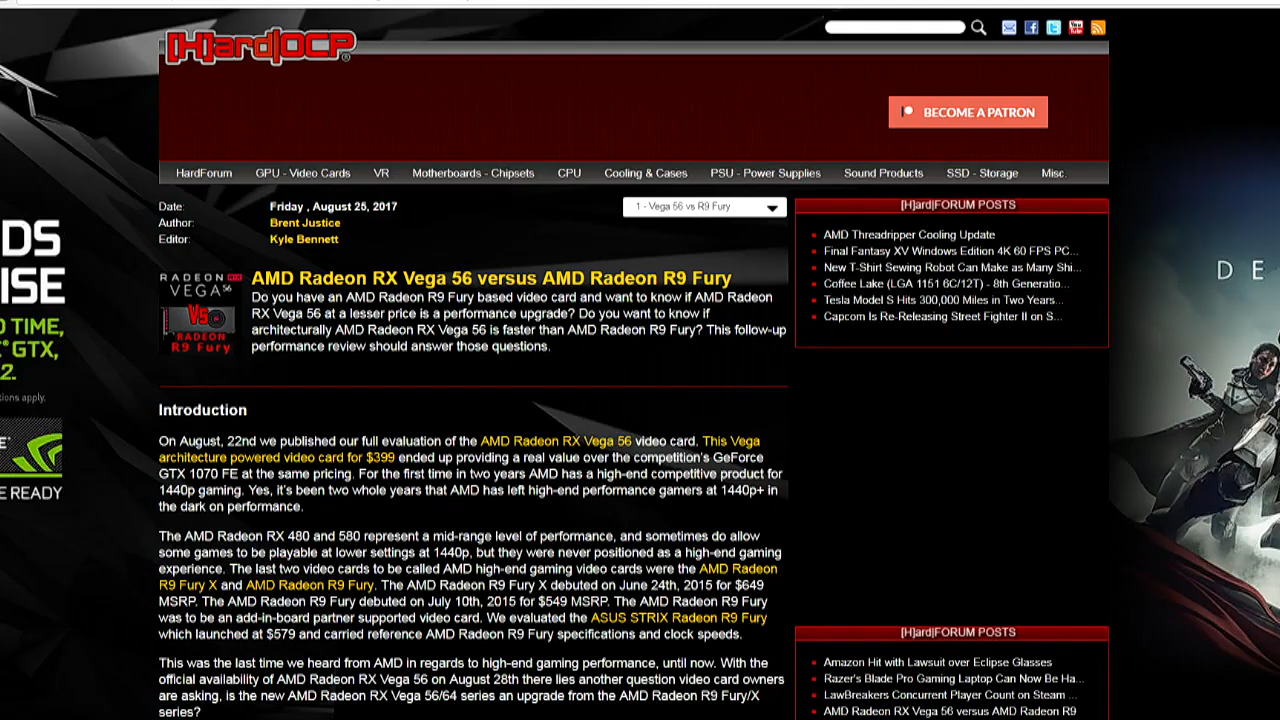 [H]ard|OCP®
BECOME A PATRON
HardForum GPU - Video Cards VR Motherboards - Chipsets CPU Cooling & Cases PSU - Power Supplies Sound Products SSD - Storage Misc.
Date: Friday , August 25, 2017
Author: Brent Justice
Editor: Kyle Bennett
1 - Vega 56 vs R9 Fury
RADEON RX
VEGA 56
Vs
RADEON
R9 Fury
AMD Radeon RX Vega 56 versus AMD Radeon R9 Fury
Do you have an AMD Radeon R9 Fury based video card and want to know if AMD Radeon
RX Vega 56 at a lesser price is a performance upgrade? Do you want to know if
architecturally AMD Radeon RX Vega 56 is faster than AMD Radeon R9 Fury? This follow-up
performance review should answer those questions.
Introduction
On August, 22nd we published our full evaluation of the AMD Radeon RX Vega 56 video card. This Vega
architecture powered video card for $399 ended up providing a real value over the competition's GeForce
GTX 1070 FE at the same pricing. For the first time in two years AMD has a high-end competitive product for
1440p gaming. Yes, it's been two whole years that AMD has left high-end performance gamers at 1440p+ in
the dark on performance.
The AMD Radeon RX 480 and 580 represent a mid-range level of performance, and sometimes do allow
some games to be playable at lower settings at 1440p, but they were never positioned as a high-end gaming
experience. The last two video cards to be called AMD high-end gaming video cards were the AMD Radeon
R9 Fury X and AMD Radeon R9 Fury. The AMD Radeon R9 Fury X debuted on June 24th, 2015 for $649
MSRP. The AMD Radeon R9 Fury debuted on July 10th, 2015 for $549 MSRP. The AMD Radeon R9 Fury
was to be an add-in-board partner supported video card. We evaluated the ASUS STRIX Radeon R9 Fury
which launched at $579 and carried reference AMD Radeon R9 Fury specifications and clock speeds.
This was the last time we heard from AMD in regards to high-end gaming performance, until now. With the
official availability of AMD Radeon RX Vega 56 on August 28th there lies another question video card owners
are asking, is the new AMD Radeon RX Vega 56/64 series an upgrade from the AMD Radeon R9 Fury/X
series?
[H]ard|FORUM POSTS
AMD Threadripper Cooling Update
Final Fantasy XV Windows Edition 4K 60 FPS PC...
New T-Shirt Sewing Robot Can Make as Many Shi...
Coffee Lake (LGA 1151 6C/12T) - 8th Generatio...
Tesla Model S Hits 300,000 Miles in Two Years...
Capcom Is Re-Releasing Street Fighter II on S...
[H]ard|FORUM POSTS
Amazon Hit with Lawsuit over Eclipse Glasses
Razer's Blade Pro Gaming Laptop Can Now Be Ha...
LawBreakers Concurrent Player Count on Steam ...
AMD Radeon RX Vega 56 versus AMD Radeon R9
DS
ISE
D TIME,
GTX,
2.
tions apply.
E READY
DE